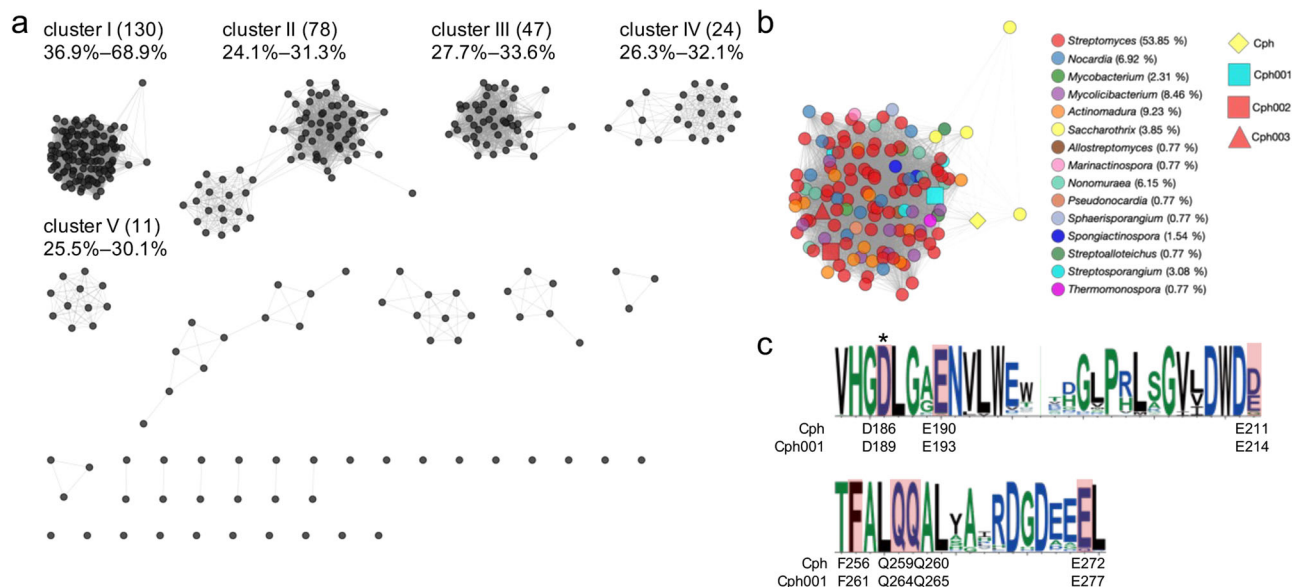 a
cluster I (130)
36.9%–68.9%
cluster II (78)
24.1%–31.3%
cluster III (47)
27.7%–33.6%
cluster IV (24)
26.3%–32.1%
cluster V (11)
25.5%–30.1%
b
Streptomyces (53.85 %)
Nocardia (6.92 %)
Mycobacterium (2.31 %)
Mycolicibacterium (8.46 %)
Actinomadura (9.23 %)
Saccharothrix (3.85 %)
Allostreptomyces (0.77 %)
Marinactinospora (0.77 %)
Nonomuraea (6.15 %)
Pseudonocardia (0.77 %)
Sphaerisporangium (0.77 %)
Spongiactinospora (1.54 %)
Streptoalloteichus (0.77 %)
Streptosporangium (3.08 %)
Thermomonospora (0.77 %)
Cph
Cph001
Cph002
Cph003
c
*
Cph D186 E190 E211
Cph001 D189 E193 E214
Cph F256 Q259Q260 E272
Cph001 F261 Q264Q265 E277